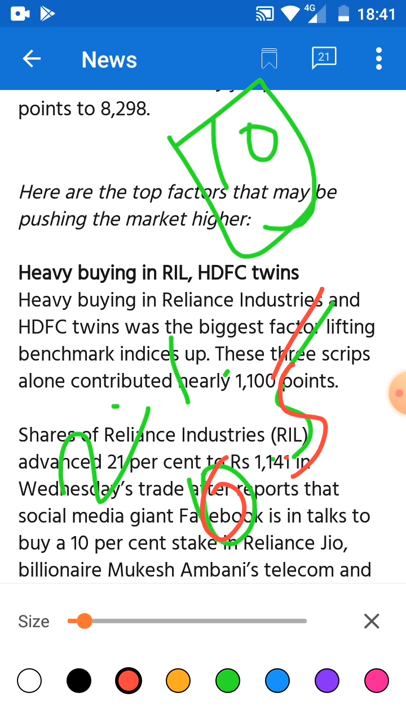 4G 18:41
News 21
points to 8,298.
Here are the top factors that may be
pushing the market higher:
Heavy buying in RIL, HDFC twins
Heavy buying in Reliance Industries and
HDFC twins was the biggest factor lifting
benchmark indices up. These three scrips
alone contributed nearly 1,100 points.
Shares of Reliance Industries (RIL)
advanced 21 per cent to Rs 1,141 in
Wednesday's trade after reports that
social media giant Facebook is in talks to
buy a 10 per cent stake in Reliance Jio,
billionaire Mukesh Ambani's telecom and
Size